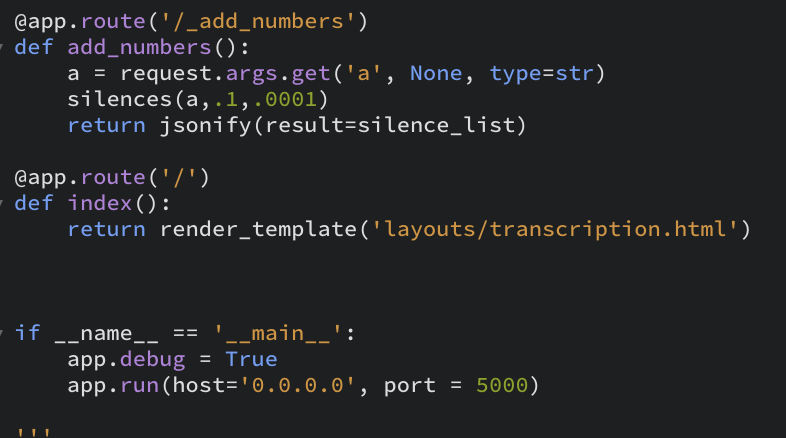 @app.route('/_add_numbers')
def add_numbers():
    a = request.args.get('a', None, type=str)
    silences(a,.1,.0001)
    return jsonify(result=silence_list)

@app.route('/')
def index():
    return render_template('layouts/transcription.html')

if __name__ == '__main__':
    app.debug = True
    app.run(host='0.0.0.0', port = 5000)

'''